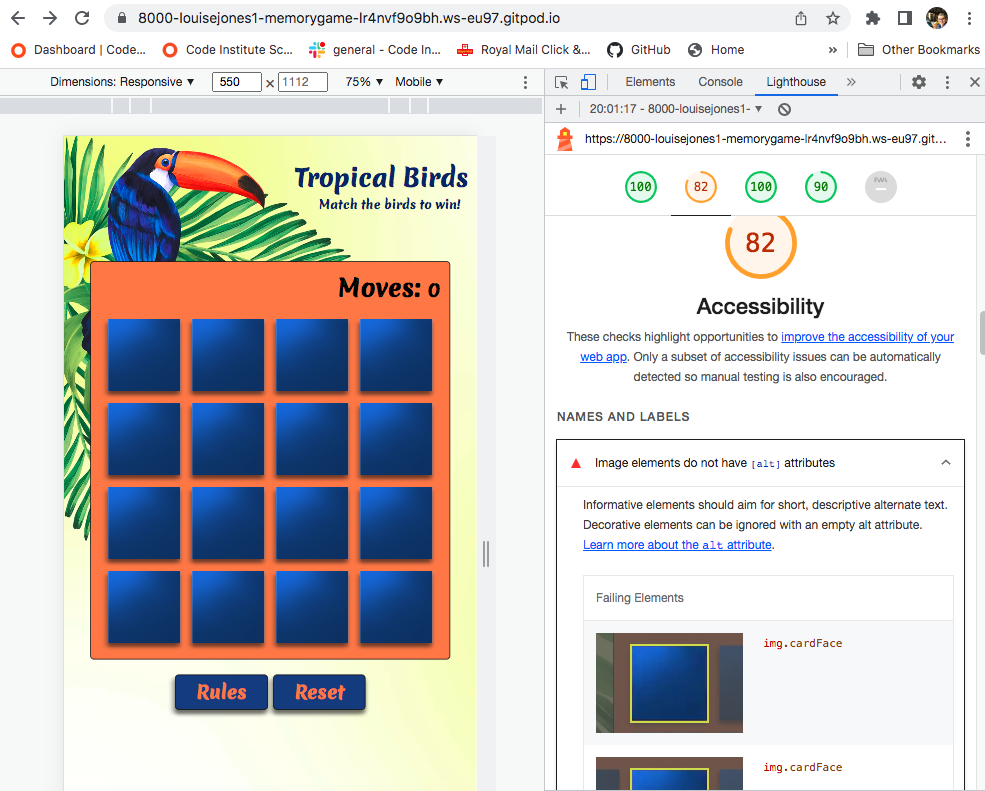 8000-louisejones1-memorygame-lr4nvf9o9bh.ws-eu97.gitpod.io
Dashboard | Code...
Code Institute Sc...
general - Code In...
Royal Mail Click &...
GitHub
Home
»
Other Bookmarks
Dimensions: Responsive ▼
550
×
1112
75% ▼
Mobile ▼
Elements
Console
Lighthouse
»
20:01:17 - 8000-louisejones1- ▼
https://8000-louisejones1-memorygame-lr4nvf9o9bh.ws-eu97.git...
100
82
100
90
PWA
Tropical Birds
Match the birds to win!
Moves: 0
Rules
Reset
82
Accessibility
These checks highlight opportunities to improve the accessibility of your
web app. Only a subset of accessibility issues can be automatically
detected so manual testing is also encouraged.
NAMES AND LABELS
Image elements do not have [alt] attributes
Informative elements should aim for short, descriptive alternate text.
Decorative elements can be ignored with an empty alt attribute.
Learn more about the alt attribute.
Failing Elements
img.cardFace
img.cardFace